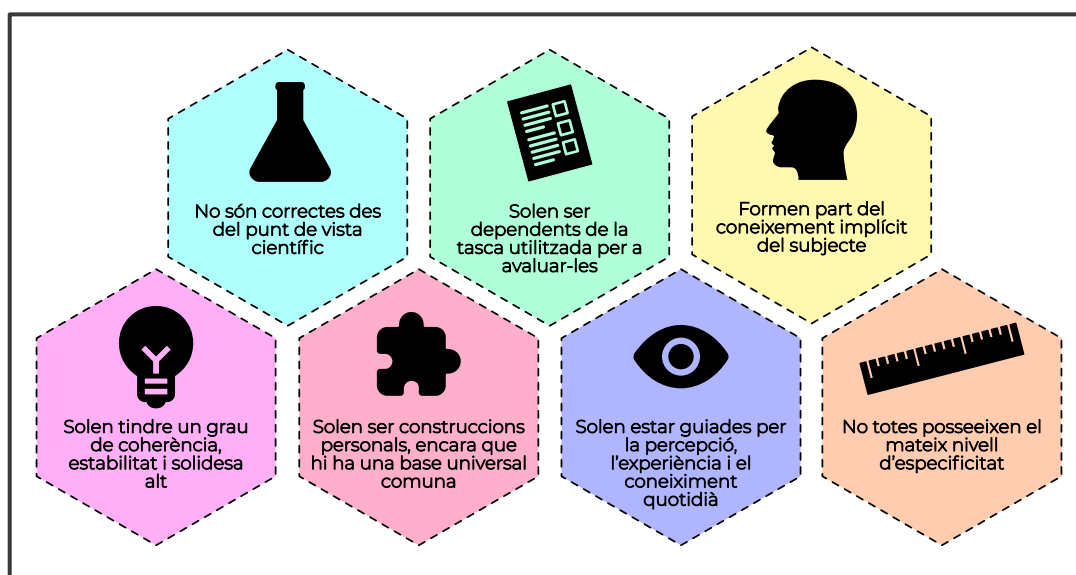 No són correctes des
del punt de vista
científic
Solen ser
dependents de la
tasca utilitzada per a
avaluar-les
Formen part del
coneixement implícit
del subjecte
Solen tindre un grau
de coherència,
estabilitat i solidesa
alt
Solen ser construccions
personals, encara que
hi ha una base universal
comuna
Solen estar guiades per
la percepció,
l'experiència i el
coneiximent
quotidià
No totes posseeixen el
mateix nivell
d'especificitat